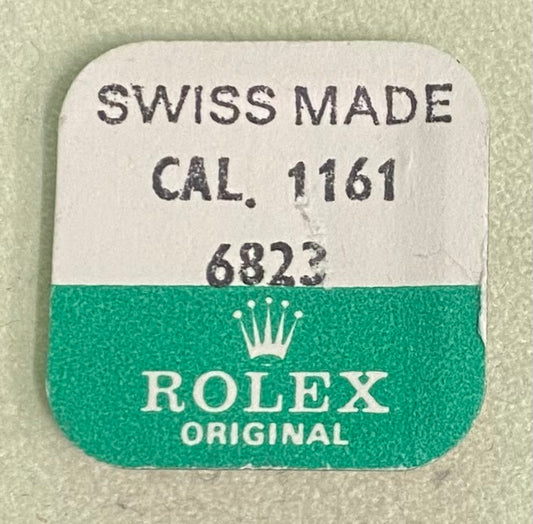 SWISS MADE
CAL. 1161
6823
ROLEX
ORIGINAL